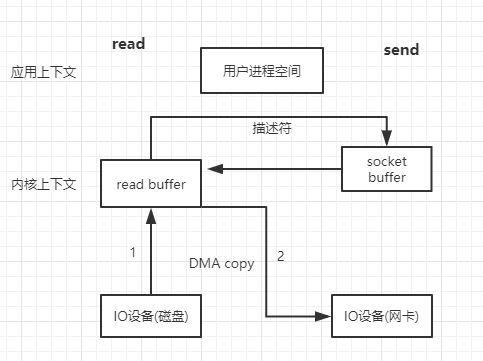 read
send
应用上下文
用户进程空间
描述符
内核上下文
read buffer
socket
buffer
1
DMA copy
2
IO设备(磁盘)
IO设备(网卡)